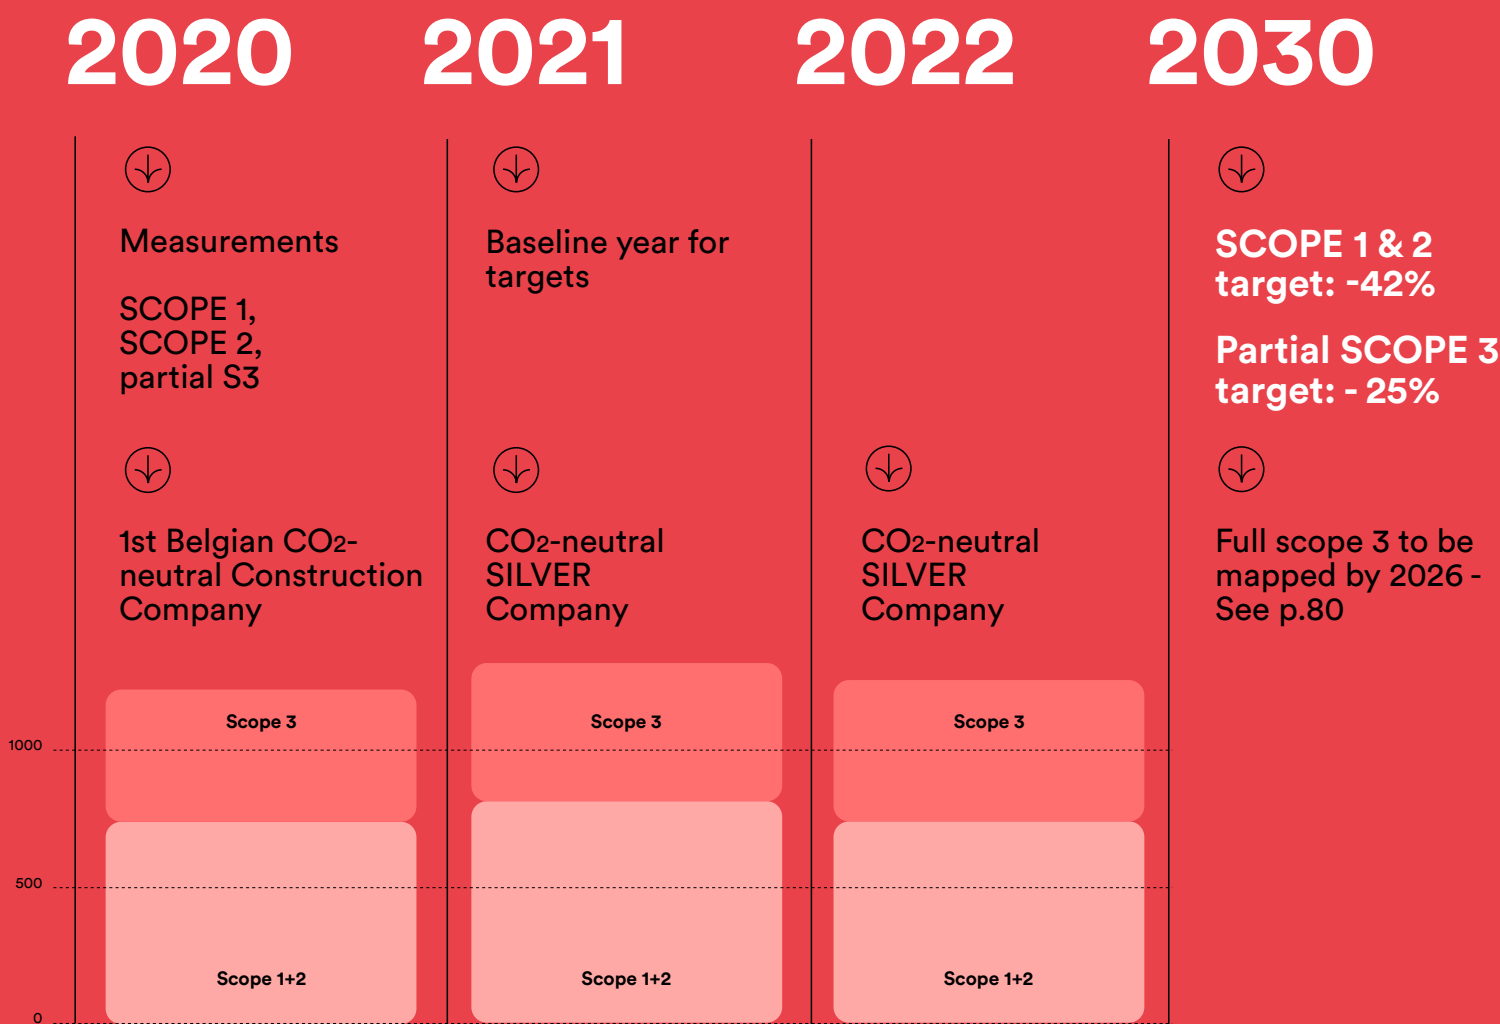 2020
2021
2022
2030
Measurements
SCOPE 1,
SCOPE 2,
partial S3
Baseline year for
targets
SCOPE 1 & 2
target: -42%
Partial SCOPE 3
target: - 25%
1st Belgian CO2-
neutral Construction
Company
CO2-neutral
SILVER
Company
CO2-neutral
SILVER
Company
Full scope 3 to be
mapped by 2026 -
See p.80
Scope 3
Scope 3
Scope 3
1000
500
Scope 1+2
Scope 1+2
Scope 1+2
0